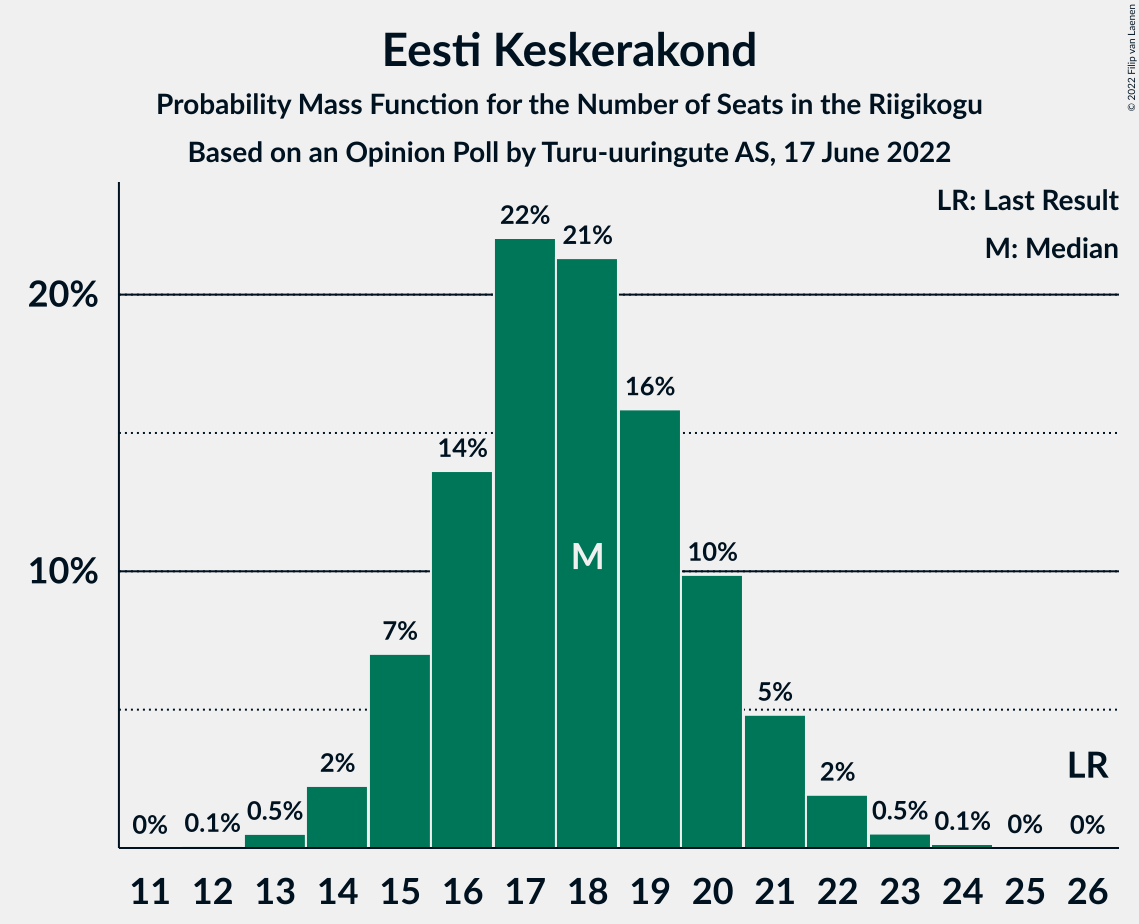 Eesti Keskerakond
Probability Mass Function for the Number of Seats in the Riigikogu
Based on an Opinion Poll by Turu-uuringute AS, 17 June 2022
© 2022 Filip van Laenen
LR: Last Result
M: Median
22%
21%
20%
16%
14%
M
10%
10%
7%
5%
LR
2%
2%
0%
0.1%
0.5%
0.5%
0.1%
0%
0%
11 12 13 14 15 16 17 18 19 20 21 22 23 24 25 26